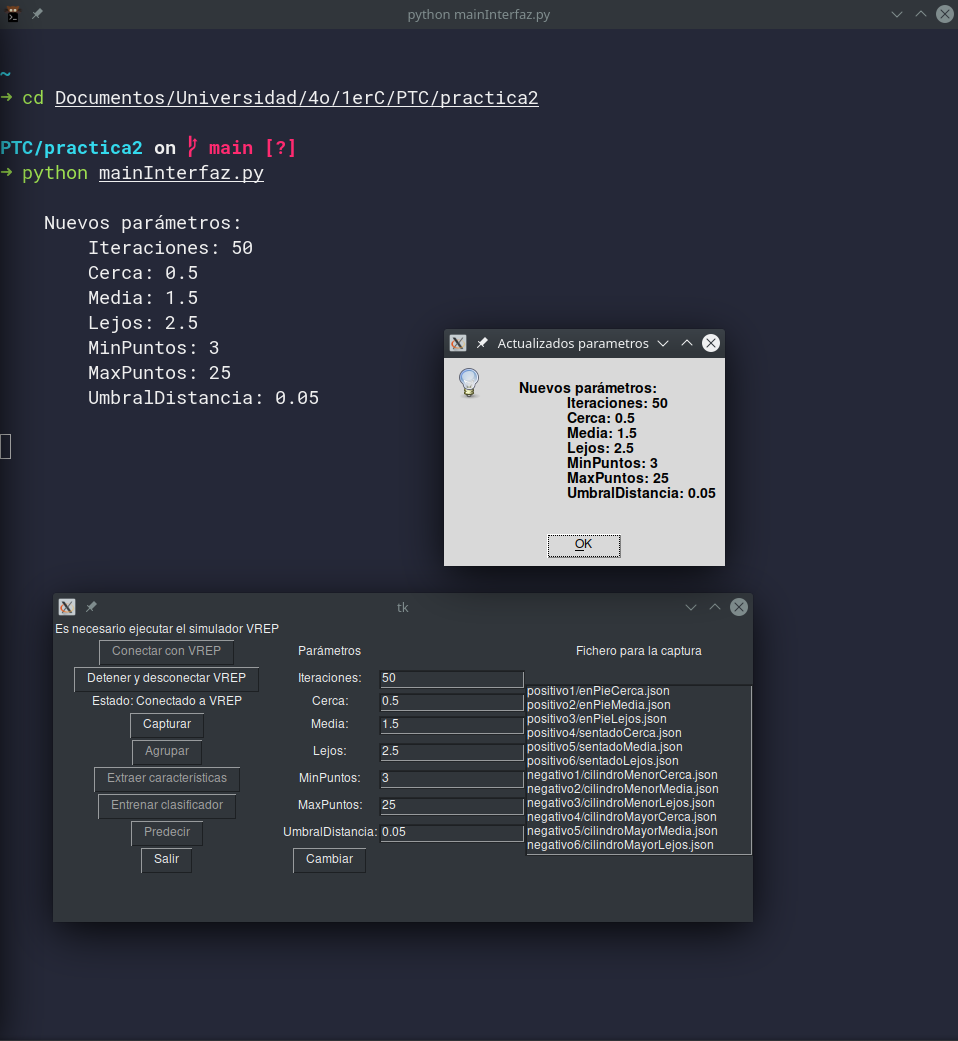 python mainInterfaz.py
~
→ cd Documentos/Universidad/4o/1erC/PTC/practica2
PTC/practica2 on main [?]
→ python mainInterfaz.py
Nuevos parámetros:
Iteraciones: 50
Cerca: 0.5
Media: 1.5
Lejos: 2.5
MinPuntos: 3
MaxPuntos: 25
UmbralDistancia: 0.05
Actualizados parametros
Nuevos parámetros:
Iteraciones: 50
Cerca: 0.5
Media: 1.5
Lejos: 2.5
MinPuntos: 3
MaxPuntos: 25
UmbralDistancia: 0.05
OK
tk
Es necesario ejecutar el simulador VREP
Conectar con VREP
Detener y desconectar VREP
Estado: Conectado a VREP
Capturar
Agrupar
Extraer características
Entrenar clasificador
Predecir
Salir
Parámetros
Iteraciones: 50
Cerca: 0.5
Media: 1.5
Lejos: 2.5
MinPuntos: 3
MaxPuntos: 25
UmbralDistancia: 0.05
Cambiar
Fichero para la captura
positivo1/enPieCerca.json
positivo2/enPieMedia.json
positivo3/enPieLejos.json
positivo4/sentadoCerca.json
positivo5/sentadoMedia.json
positivo6/sentadoLejos.json
negativo1/cilindroMenorCerca.json
negativo2/cilindroMenorMedia.json
negativo3/cilindroMenorLejos.json
negativo4/cilindroMayorCerca.json
negativo5/cilindroMayorMedia.json
negativo6/cilindroMayorLejos.json